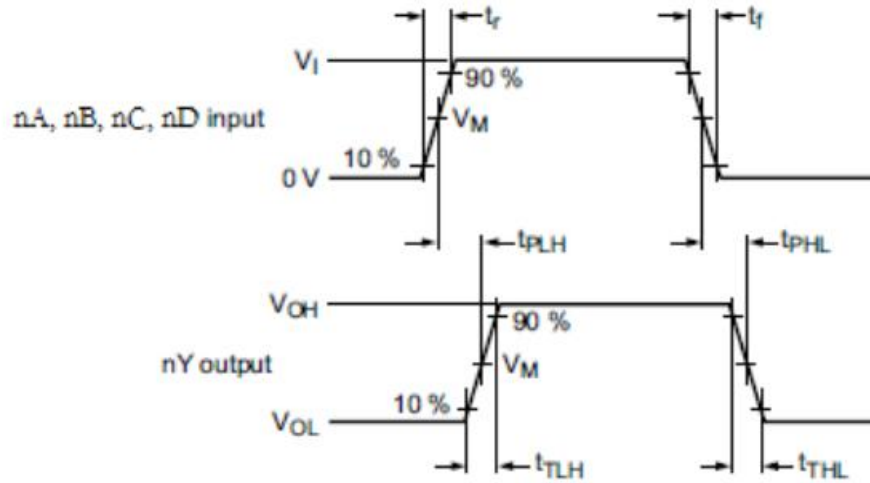 tr
tf
VI
90 %
nA, nB, nC, nD input
VM
10 %
0 V
tPLH
tPHL
VOH
90 %
nY output
VM
10 %
VOL
tTLH
tTHL